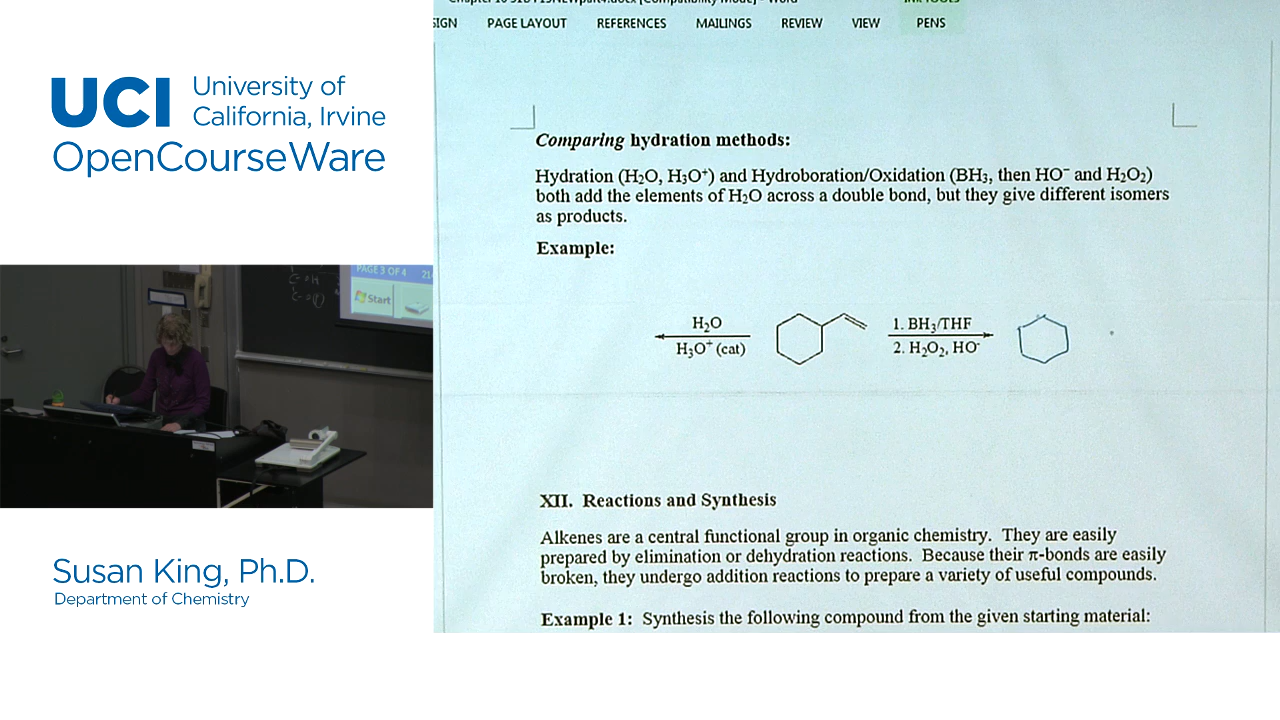 UCI University of
California, Irvine
OpenCourseWare
PAGE LAYOUT REFERENCES MAILINGS REVIEW VIEW PENS
Comparing hydration methods:
Hydration (H₂O, H₃O⁺) and Hydroboration/Oxidation (BH₃, then HO⁻ and H₂O₂)
both add the elements of H₂O across a double bond, but they give different isomers
as products.
Example:
H₂O
H₃O⁺ (cat)
1. BH₃/THF
2. H₂O₂, HO⁻
PAGE 3 OF 4
Start
XII. Reactions and Synthesis
Alkenes are a central functional group in organic chemistry. They are easily
prepared by elimination or dehydration reactions. Because their π-bonds are easily
broken, they undergo addition reactions to prepare a variety of useful compounds.
Example 1: Synthesis the following compound from the given starting material:
Susan King, Ph.D.
Department of Chemistry